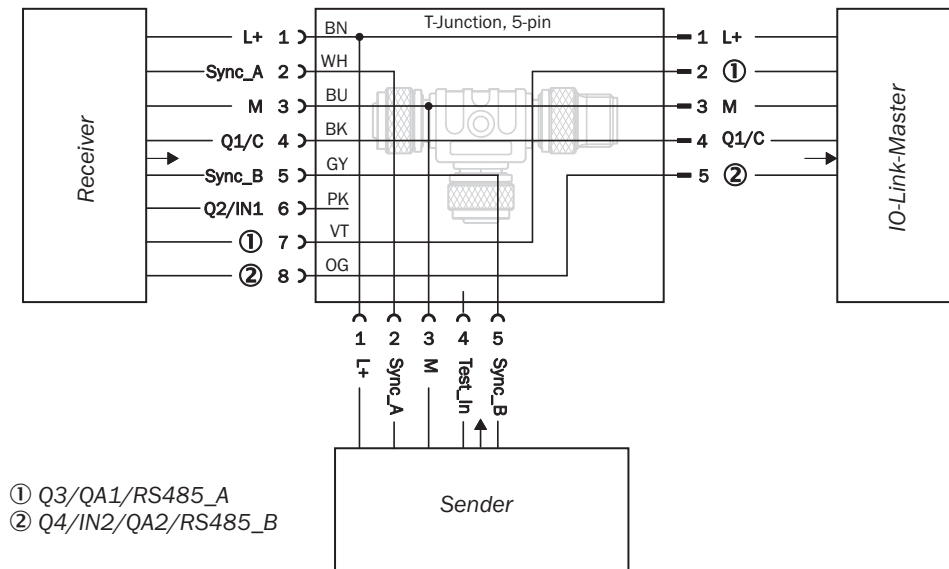 T-Junction, 5-pin
Receiver
L+ 1 BN
Sync_A 2 WH
M 3 BU
Q1/C 4 BK
Sync_B 5 GY
Q2/IN1 6 PK
① 7 VT
② 8 OG
1 L+
2 ①
3 M
4 Q1/C
5 ②
IO-Link-Master
1 2 3 4 5
L+
Sync_A
M
Test_In
Sync_B
Sender
① Q3/QA1/RS485_A
② Q4/IN2/QA2/RS485_B